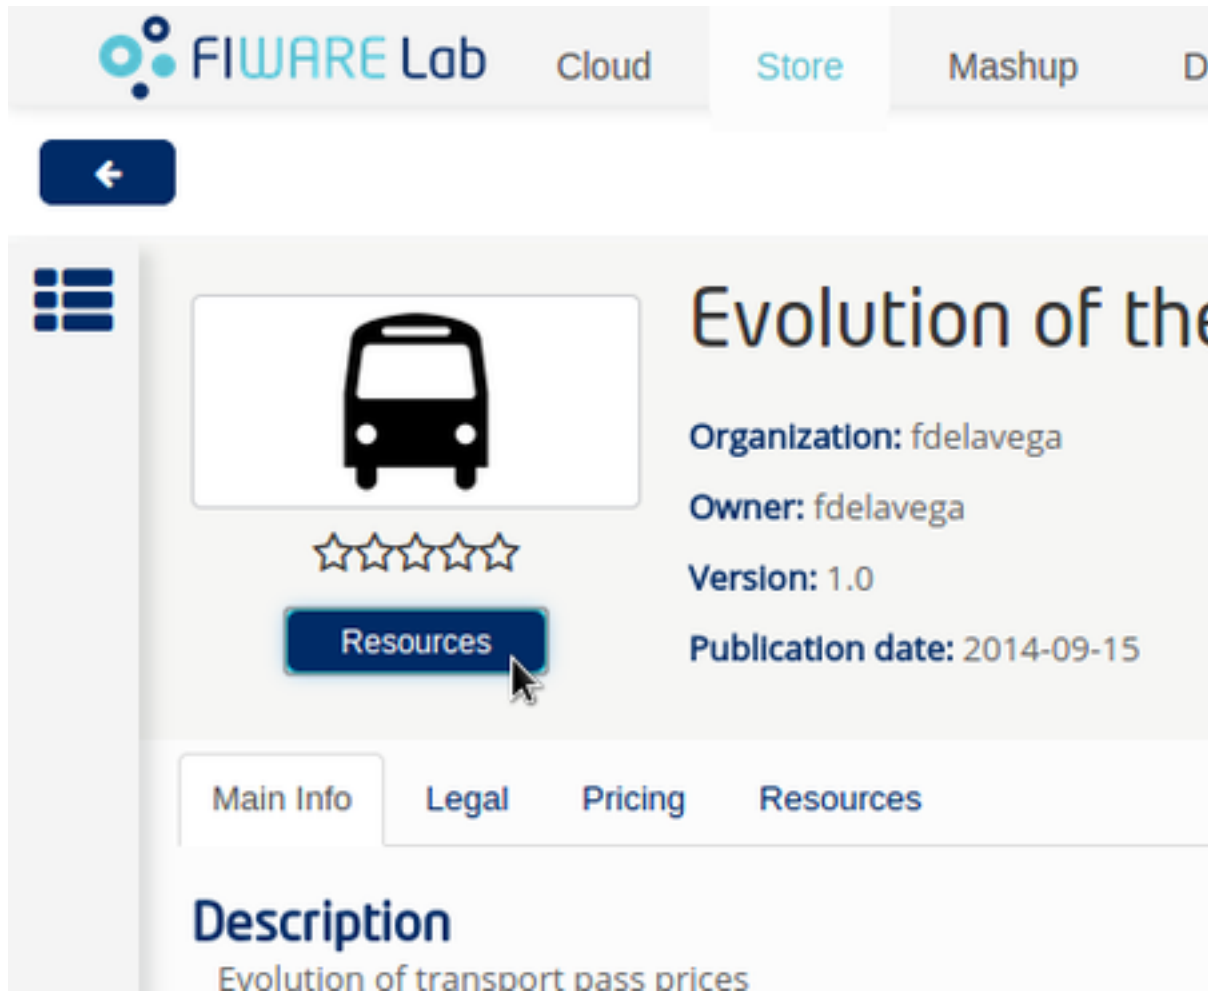 FIWARE Lab Cloud Store Mashup D
Evolution of the
Organization: fdelavega
Owner: fdelavega
Version: 1.0
Resources
Publication date: 2014-09-15
Main Info Legal Pricing Resources
Description
Evolution of transport pass prices